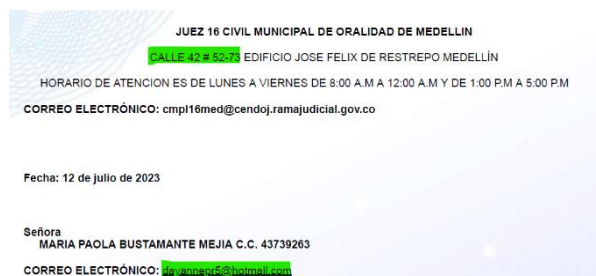 JUEZ 16 CIVIL MUNICIPAL DE ORALIDAD DE MEDELLIN
CALLE 42 # 52-73 EDIFICIO JOSE FELIX DE RESTREPO MEDELLÍN
HORARIO DE ATENCION ES DE LUNES A VIERNES DE 8:00 A.M A 12:00 A.M Y DE 1:00 P.M A 5:00 P.M
CORREO ELECTRÓNICO: cmpl16med@cendoj.ramajudicial.gov.co
Fecha: 12 de julio de 2023
Señora
MARIA PAOLA BUSTAMANTE MEJIA C.C. 43739263
CORREO ELECTRÓNICO: dayannepr5@hotmail.com